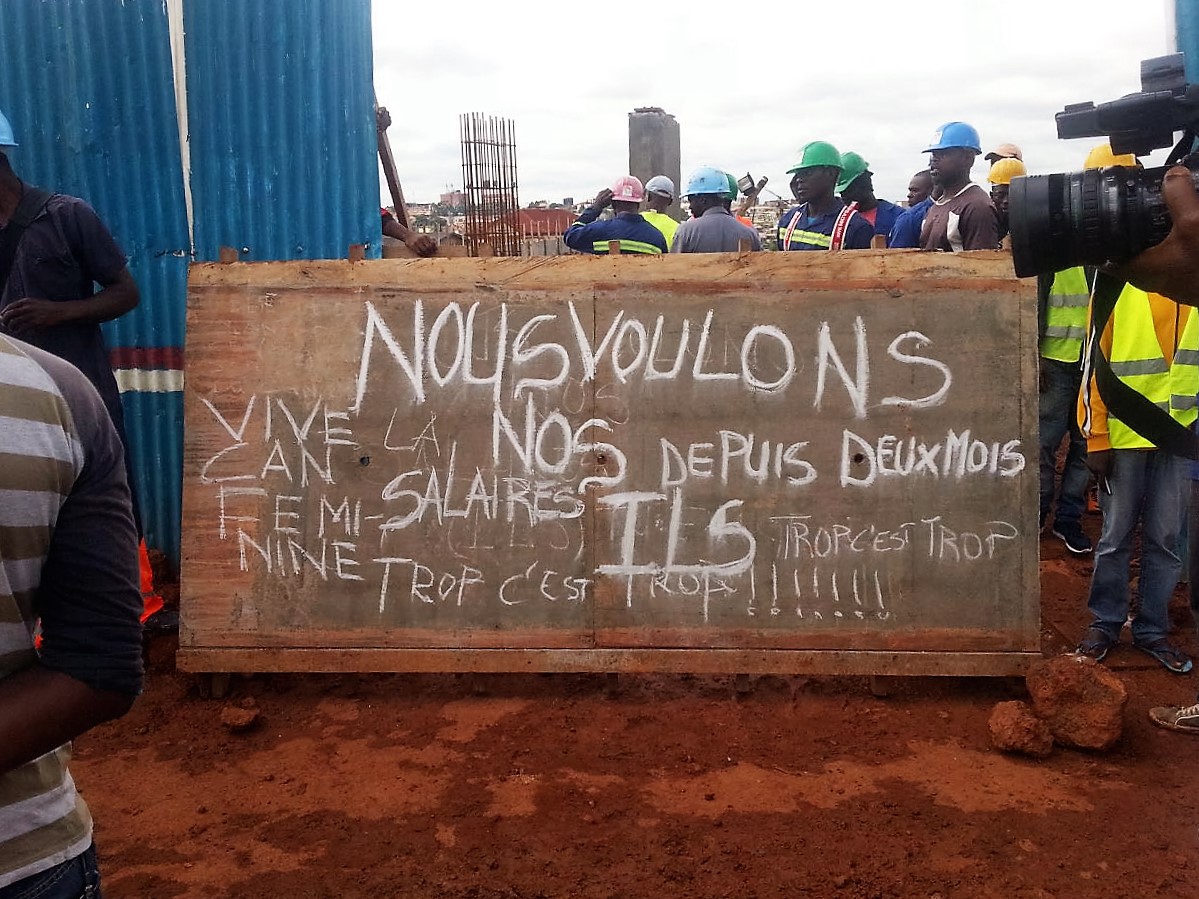 NOUS VOULONS
VIVE LA NOS DEPUIS DEUX MOIS
CAN SALAIRES ILS TROP C'EST TROP
FEMI-
NINE TROP C'EST TROP !!!!!!!